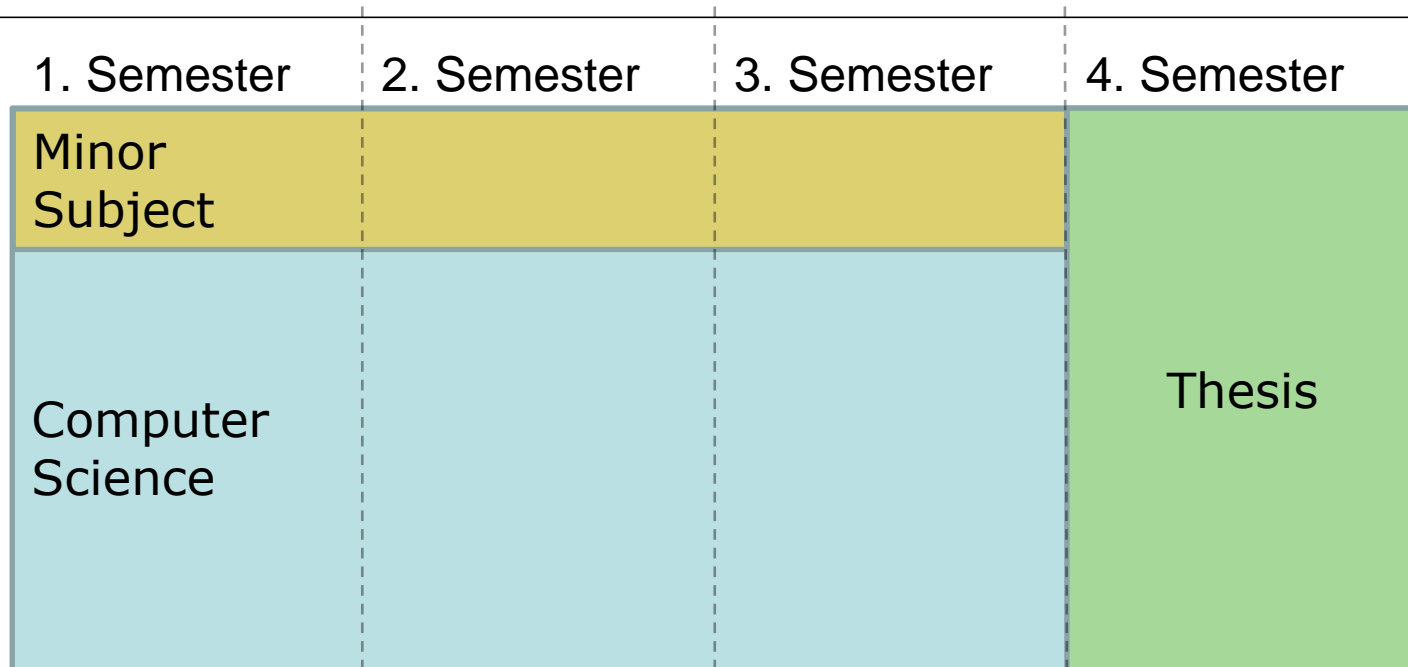 1. Semester
2. Semester
3. Semester
4. Semester
Minor
Subject
Computer
Science
Thesis